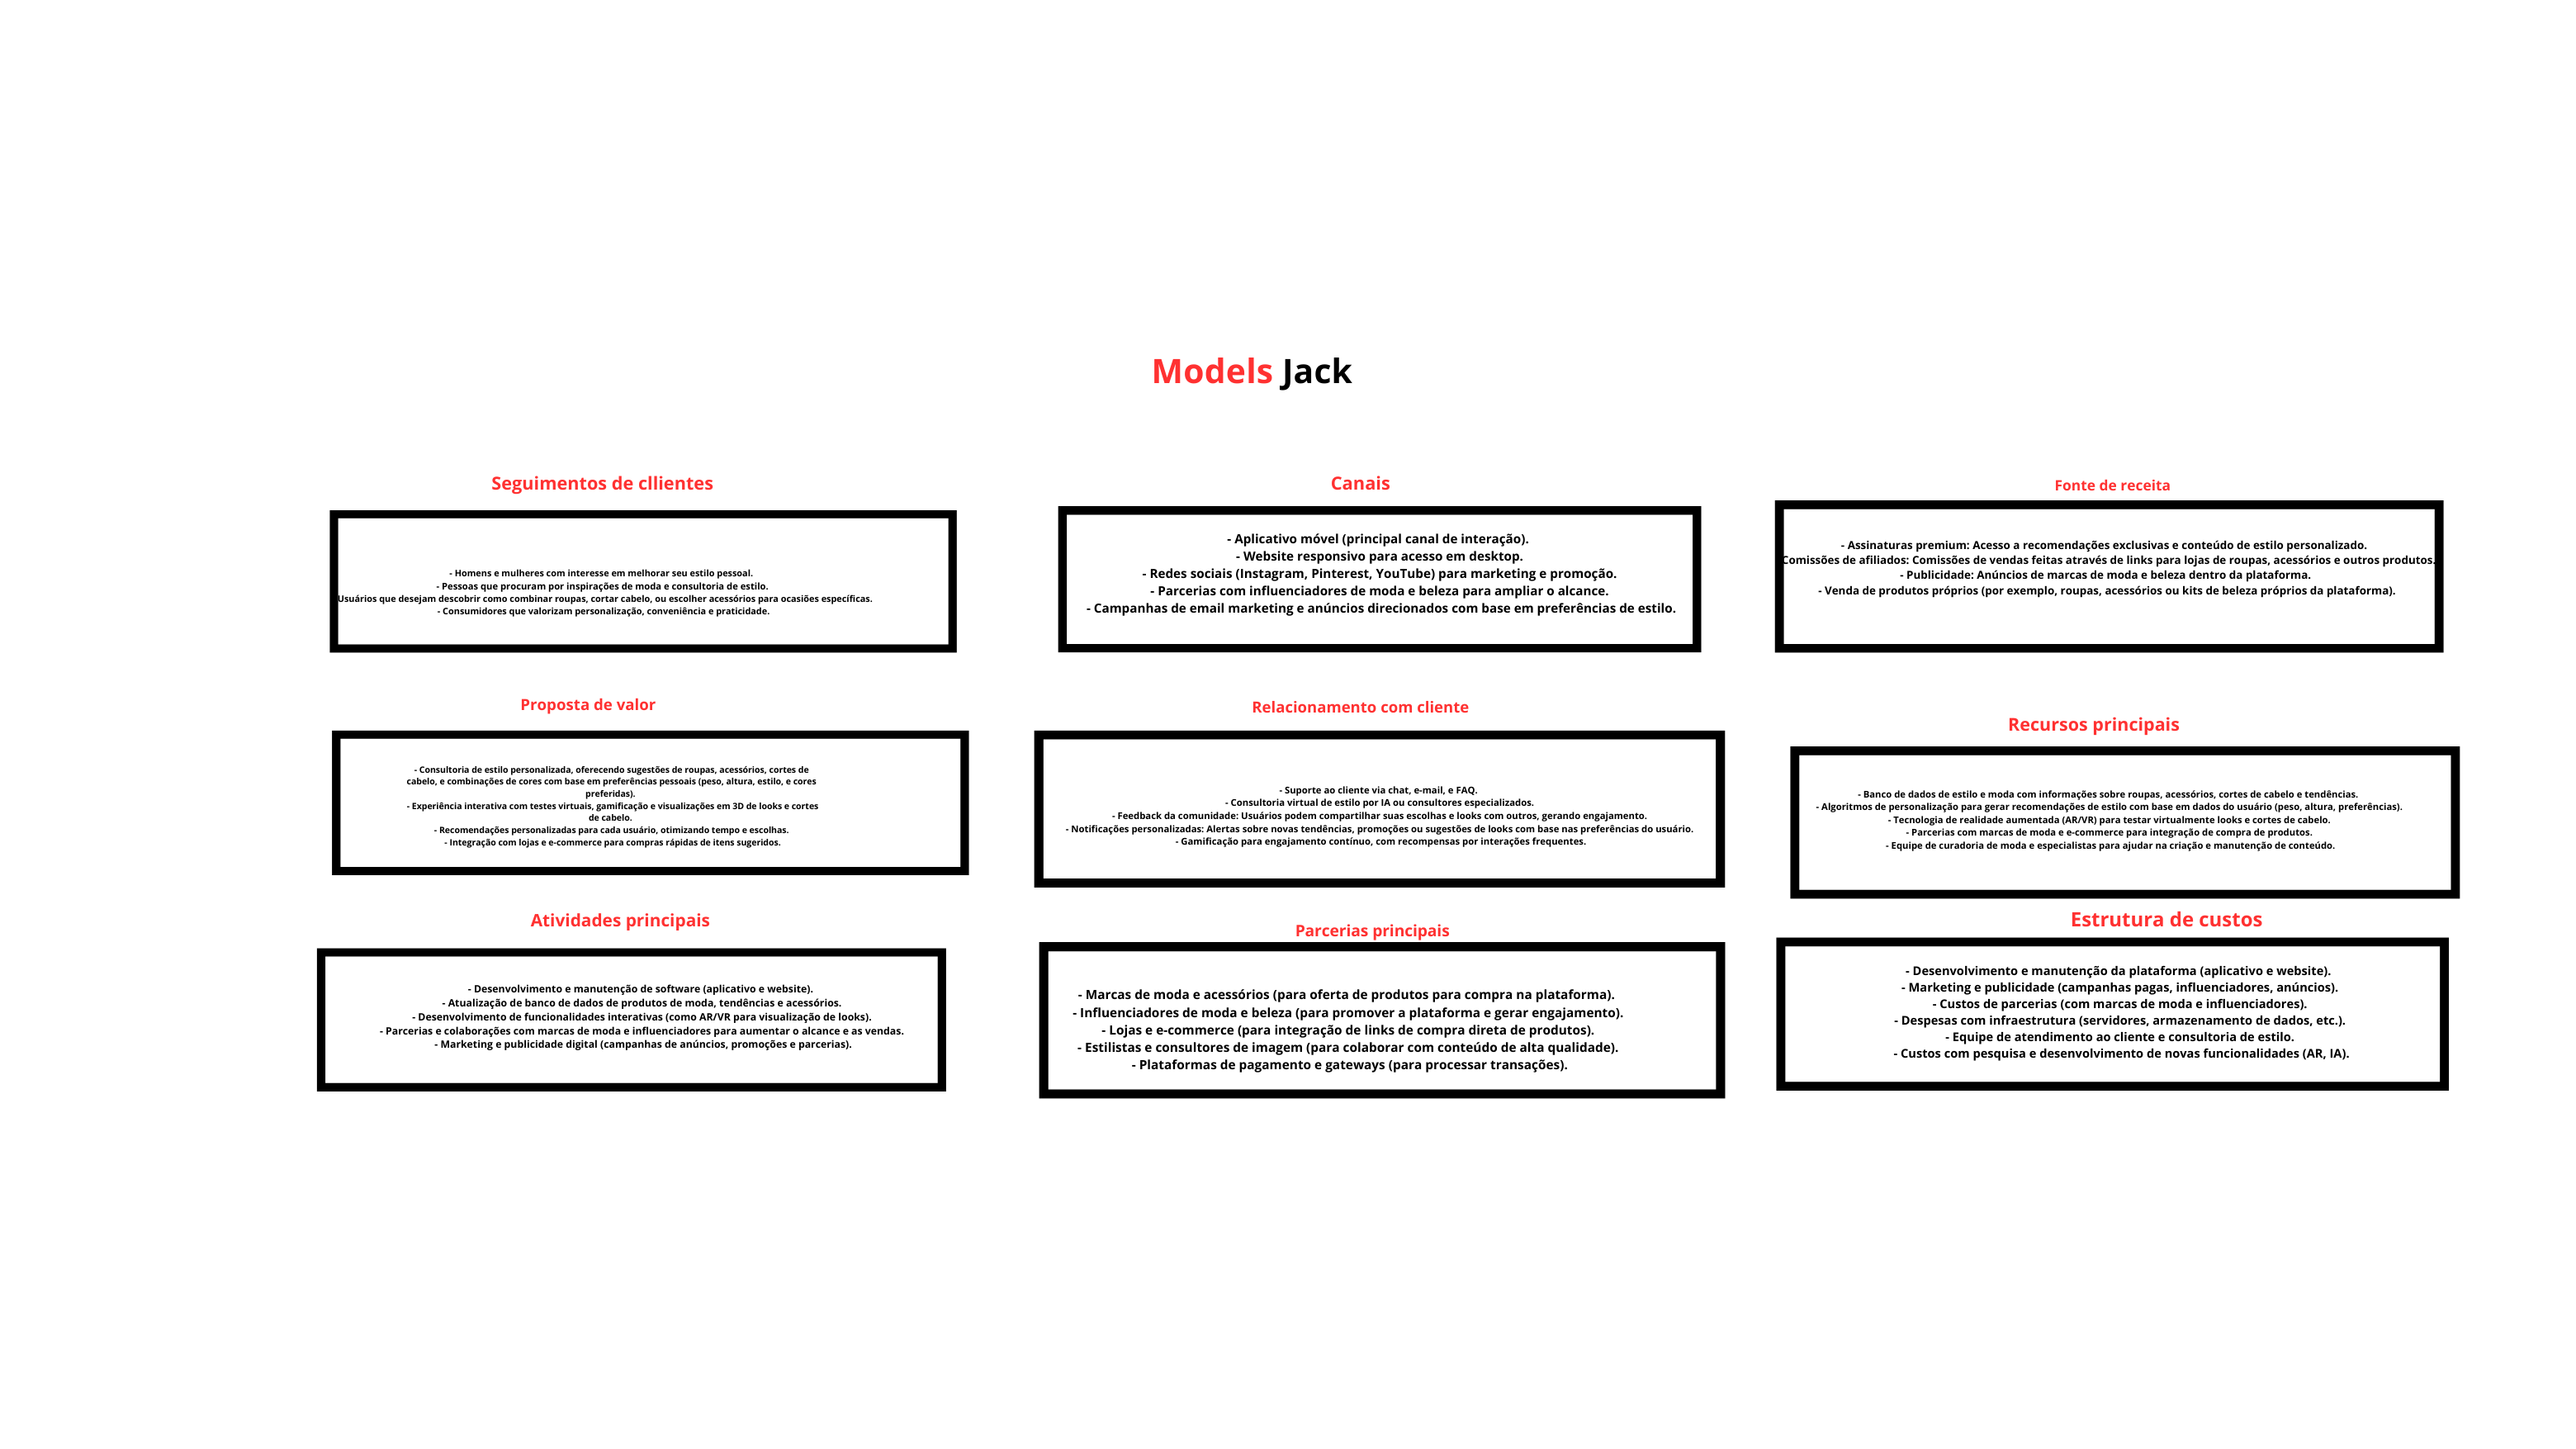 Models Jack
Seguimentos de cllientes
- Homens e mulheres com interesse em melhorar seu estilo pessoal.
- Pessoas que procuram por inspirações de moda e consultoria de estilo.
Usuários que desejam descobrir como combinar roupas, cortar cabelo, ou escolher acessórios para ocasiões específicas.
- Consumidores que valorizam personalização, conveniência e praticidade.
Canais
- Aplicativo móvel (principal canal de interação).
- Website responsivo para acesso em desktop.
- Redes sociais (Instagram, Pinterest, YouTube) para marketing e promoção.
- Parcerias com influenciadores de moda e beleza para ampliar o alcance.
- Campanhas de email marketing e anúncios direcionados com base em preferências de estilo.
Fonte de receita
- Assinaturas premium: Acesso a recomendações exclusivas e conteúdo de estilo personalizado.
Comissões de afiliados: Comissões de vendas feitas através de links para lojas de roupas, acessórios e outros produtos.
- Publicidade: Anúncios de marcas de moda e beleza dentro da plataforma.
- Venda de produtos próprios (por exemplo, roupas, acessórios ou kits de beleza próprios da plataforma).
Proposta de valor
- Consultoria de estilo personalizada, oferecendo sugestões de roupas, acessórios, cortes de
cabelo, e combinações de cores com base em preferências pessoais (peso, altura, estilo, e cores
preferidas).
- Experiência interativa com testes virtuais, gamificação e visualizações em 3D de looks e cortes
de cabelo.
- Recomendações personalizadas para cada usuário, otimizando tempo e escolhas.
- Integração com lojas e e-commerce para compras rápidas de itens sugeridos.
Relacionamento com cliente
- Suporte ao cliente via chat, e-mail, e FAQ.
- Consultoria virtual de estilo por IA ou consultores especializados.
- Feedback da comunidade: Usuários podem compartilhar suas escolhas e looks com outros, gerando engajamento.
- Notificações personalizadas: Alertas sobre novas tendências, promoções ou sugestões de looks com base nas preferências do usuário.
- Gamificação para engajamento contínuo, com recompensas por interações frequentes.
Recursos principais
- Banco de dados de estilo e moda com informações sobre roupas, acessórios, cortes de cabelo e tendências.
- Algoritmos de personalização para gerar recomendações de estilo com base em dados do usuário (peso, altura, preferências).
- Tecnologia de realidade aumentada (AR/VR) para testar virtualmente looks e cortes de cabelo.
- Parcerias com marcas de moda e e-commerce para integração de compra de produtos.
- Equipe de curadoria de moda e especialistas para ajudar na criação e manutenção de conteúdo.
Atividades principais
- Desenvolvimento e manutenção de software (aplicativo e website).
- Atualização de banco de dados de produtos de moda, tendências e acessórios.
- Desenvolvimento de funcionalidades interativas (como AR/VR para visualização de looks).
- Parcerias e colaborações com marcas de moda e influenciadores para aumentar o alcance e as vendas.
- Marketing e publicidade digital (campanhas de anúncios, promoções e parcerias).
Parcerias principais
- Marcas de moda e acessórios (para oferta de produtos para compra na plataforma).
- Influenciadores de moda e beleza (para promover a plataforma e gerar engajamento).
- Lojas e e-commerce (para integração de links de compra direta de produtos).
- Estilistas e consultores de imagem (para colaborar com conteúdo de alta qualidade).
- Plataformas de pagamento e gateways (para processar transações).
Estrutura de custos
- Desenvolvimento e manutenção da plataforma (aplicativo e website).
- Marketing e publicidade (campanhas pagas, influenciadores, anúncios).
- Custos de parcerias (com marcas de moda e influenciadores).
- Despesas com infraestrutura (servidores, armazenamento de dados, etc.).
- Equipe de atendimento ao cliente e consultoria de estilo.
- Custos com pesquisa e desenvolvimento de novas funcionalidades (AR, IA).